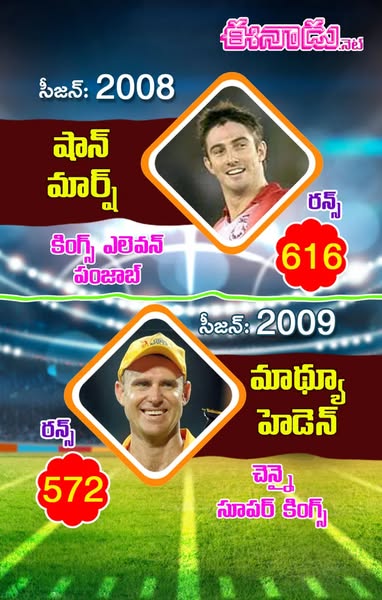 ఈనాడు.నెట్
సీజన్: 2008
షాన్
మార్ష్
రన్స్
616
కింగ్స్ ఎలెవన్
పంజాబ్
సీజన్: 2009
మాథ్యూ
హెడెన్
రన్స్
572
చెన్నై
సూపర్ కింగ్స్